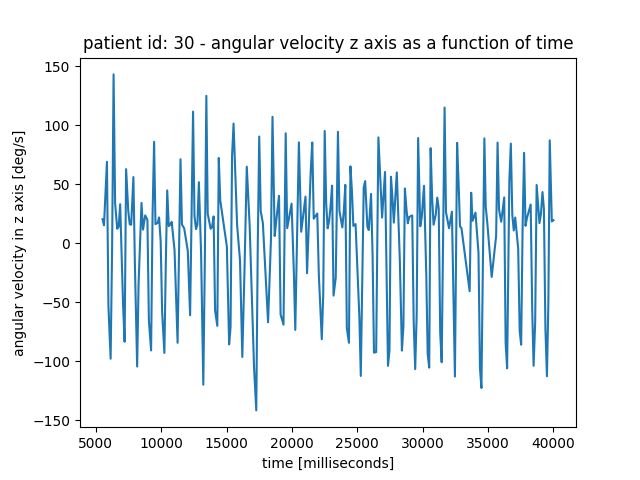 patient id: 30 - angular velocity z axis as a function of time
150
100
50
0
−50
−100
−150
angular velocity in z axis [deg/s]
5000 10000 15000 20000 25000 30000 35000 40000
time [milliseconds]